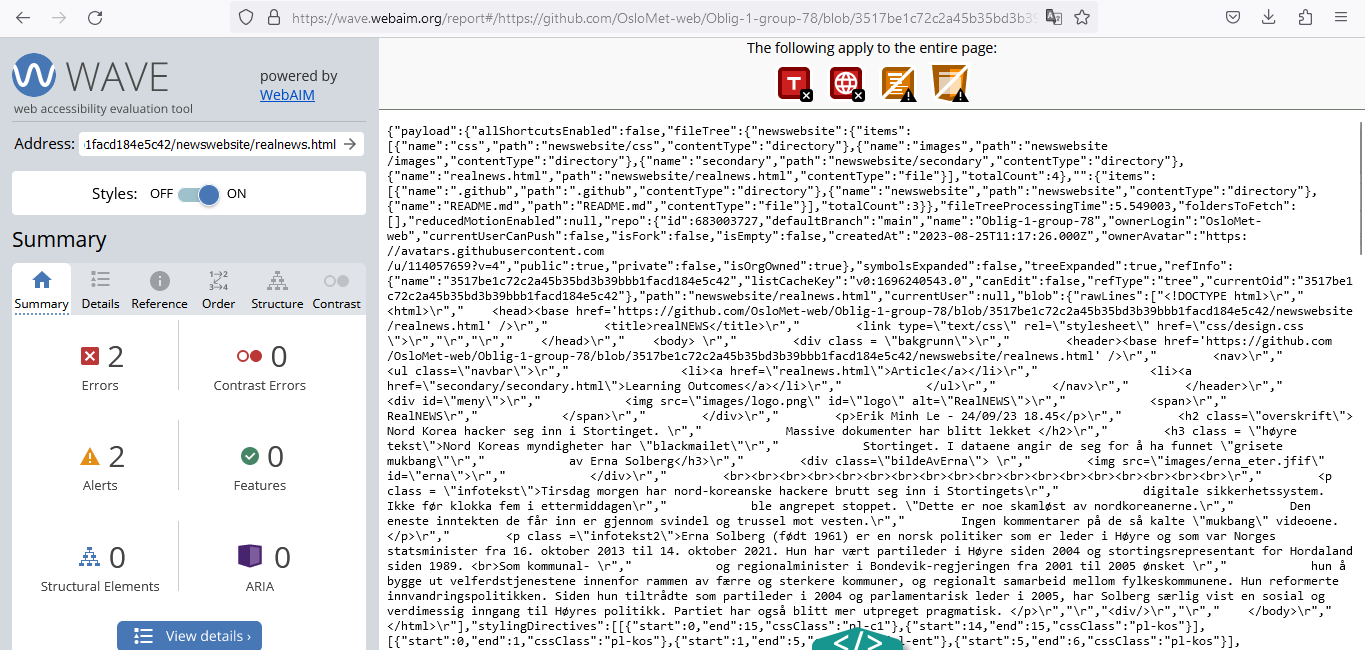 https://wave.webaim.org/report#/https://github.com/OsloMet-web/Oblig-1-group-78/blob/3517be1c72c2a45b35bd3b39
WAVE
web accessibility evaluation tool
powered by
WebAIM
Address:
1facd184e5c42/newswebsite/realnews.html
Styles: OFF ON
Summary
Summary Details Reference Order Structure Contrast
2 0
Errors Contrast Errors
2 0
Alerts Features
0 0
Structural Elements ARIA
View details ›
The following apply to the entire page:
{"payload":{"allShortcutsEnabled":false,"fileTree":{"newswebsite":{"items":
[{"name":"css","path":"newswebsite/css","contentType":"directory"},{"name":"images","path":"newswebsite
/images","contentType":"directory"},{"name":"secondary","path":"newswebsite/secondary","contentType":"directory"},
{"name":"realnews.html","path":"newswebsite/realnews.html","contentType":"file"}],"totalCount":4},"":{"items":
[{"name":".github","path":".github","contentType":"directory"},{"name":"newswebsite","path":"newswebsite","contentType":"directory"},
{"name":"README.md","path":"README.md","contentType":"file"}],"totalCount":3}},"fileTreeProcessingTime":5.549003,"foldersToFetch":
[],"reducedMotionEnabled":null,"repo":{"id":683003727,"defaultBranch":"main","name":"Oblig-1-group-78","ownerLogin":"OsloMet-
web","currentUserCanPush":false,"isFork":false,"isEmpty":false,"createdAt":"2023-08-25T11:17:26.000Z","ownerAvatar":"https:
//avatars.githubusercontent.com
/u/114057659?v=4","public":true,"private":false,"isOrgOwned":true},"symbolsExpanded":false,"treeExpanded":true,"refInfo":
{"name":"3517be1c72c2a45b35bd3b39bbb1facd184e5c42","listCacheKey":"v0:1696240543.0","canEdit":false,"refType":"tree","currentOid":"3517be1
c72c2a45b35bd3b39bbb1facd184e5c42"},"path":"newswebsite/realnews.html","currentUser":null,"blob":{"rawLines":["<!DOCTYPE html>\r","
<html>\r"," <head><base href='https://github.com/OsloMet-web/Oblig-1-group-78/blob/3517be1c72c2a45b35bd3b39bbb1facd184e5c42/newswebsite
/realnews.html' />\r"," <title>realNEWS</title>\r"," <link type=\"text/css\" rel=\"stylesheet\" href=\"css/design.css
\">\r","\r","\r"," </head>\r"," <body> \r"," <div class = \"bakgrunn\">\r"," <header><base href='https://github.com
/OsloMet-web/Oblig-1-group-78/blob/3517be1c72c2a45b35bd3b39bbb1facd184e5c42/newswebsite/realnews.html' />\r"," <nav>\r","
<ul class=\"navbar\">\r"," <li><a href=\"realnews.html\">Article</a></li>\r"," <li><a
href=\"secondary/secondary.html\">Learning Outcomes</a></li>\r"," </ul>\r"," </nav>\r"," </header>\r","
<div id=\"meny\">\r"," <img src=\"images/logo.png\" id=\"logo\" alt=\"RealNEWS\">\r"," <span>\r","
RealNEWS\r"," </span>\r"," </div>\r"," <p>Erik Minh Le - 24/09/23 18.45</p>\r"," <h2 class=\"overskrift\">
Nord Korea hacker seg inn i Stortinget. \r"," Massive dokumenter har blitt lekket </h2>\r"," <h3 class = \"høyre
tekst\">Nord Koreas myndigheter har \"blackmailet\"\r"," Stortinget. I dataene angir de seg for å ha funnet \"grisete
mukbang\"\r"," av Erna Solberg</h3>\r"," <div class=\"bildeAvErna\"> \r"," <img src=\"images/erna_eter.jfif\"
id=\"erna\">\r"," </div>\r"," <br><br><br><br><br><br><br><br><br><br><br><br><br><br><br><br><br>\r"," <p
class = \"infotekst\">Tirsdag morgen har nord-koreanske hackere brutt seg inn i Stortingets\r"," digitale sikkerhetssystem.
Ikke før klokka fem i ettermiddagen\r"," ble angrepet stoppet. \"Dette er noe skamløst av nordkoreanerne.\r"," Den
eneste inntekten de får inn er gjennom svindel og trussel mot vesten.\r"," Ingen kommentarer på de så kalte \"mukbang\" videoene.
</p>\r"," <p class =\"infotekst2\">Erna Solberg (født 1961) er en norsk politiker som er leder i Høyre og som var Norges
statsminister fra 16. oktober 2013 til 14. oktober 2021. Hun har vært partileder i Høyre siden 2004 og stortingsrepresentant for Hordaland
siden 1989. <br>Som kommunal- \r"," og regionalminister i Bondevik-regjeringen fra 2001 til 2005 ønsket \r"," hun å
bygge ut velferdstjenestene innenfor rammen av færre og sterkere kommuner, og regionalt samarbeid mellom fylkeskommunene. Hun reformerte
innvandringspolitikken. Siden hun tiltrådte som partileder i 2004 og parlamentarisk leder i 2005, har Solberg særlig vist en sosial og
verdimessig inngang til Høyres politikk. Partiet har også blitt mer utpreget pragmatisk. </p>\r","\r","<div/>\r","\r"," </body>\r","
</html>\r"],"stylingDirectives":[[{"start":0,"end":15,"cssClass":"pl-c1"},{"start":14,"end":15,"cssClass":"pl-kos"}],
[{"start":0,"end":1,"cssClass":"pl-kos"},{"start":1,"end":5, l-ent"},{"start":5,"end":6,"cssClass":"pl-kos"}],